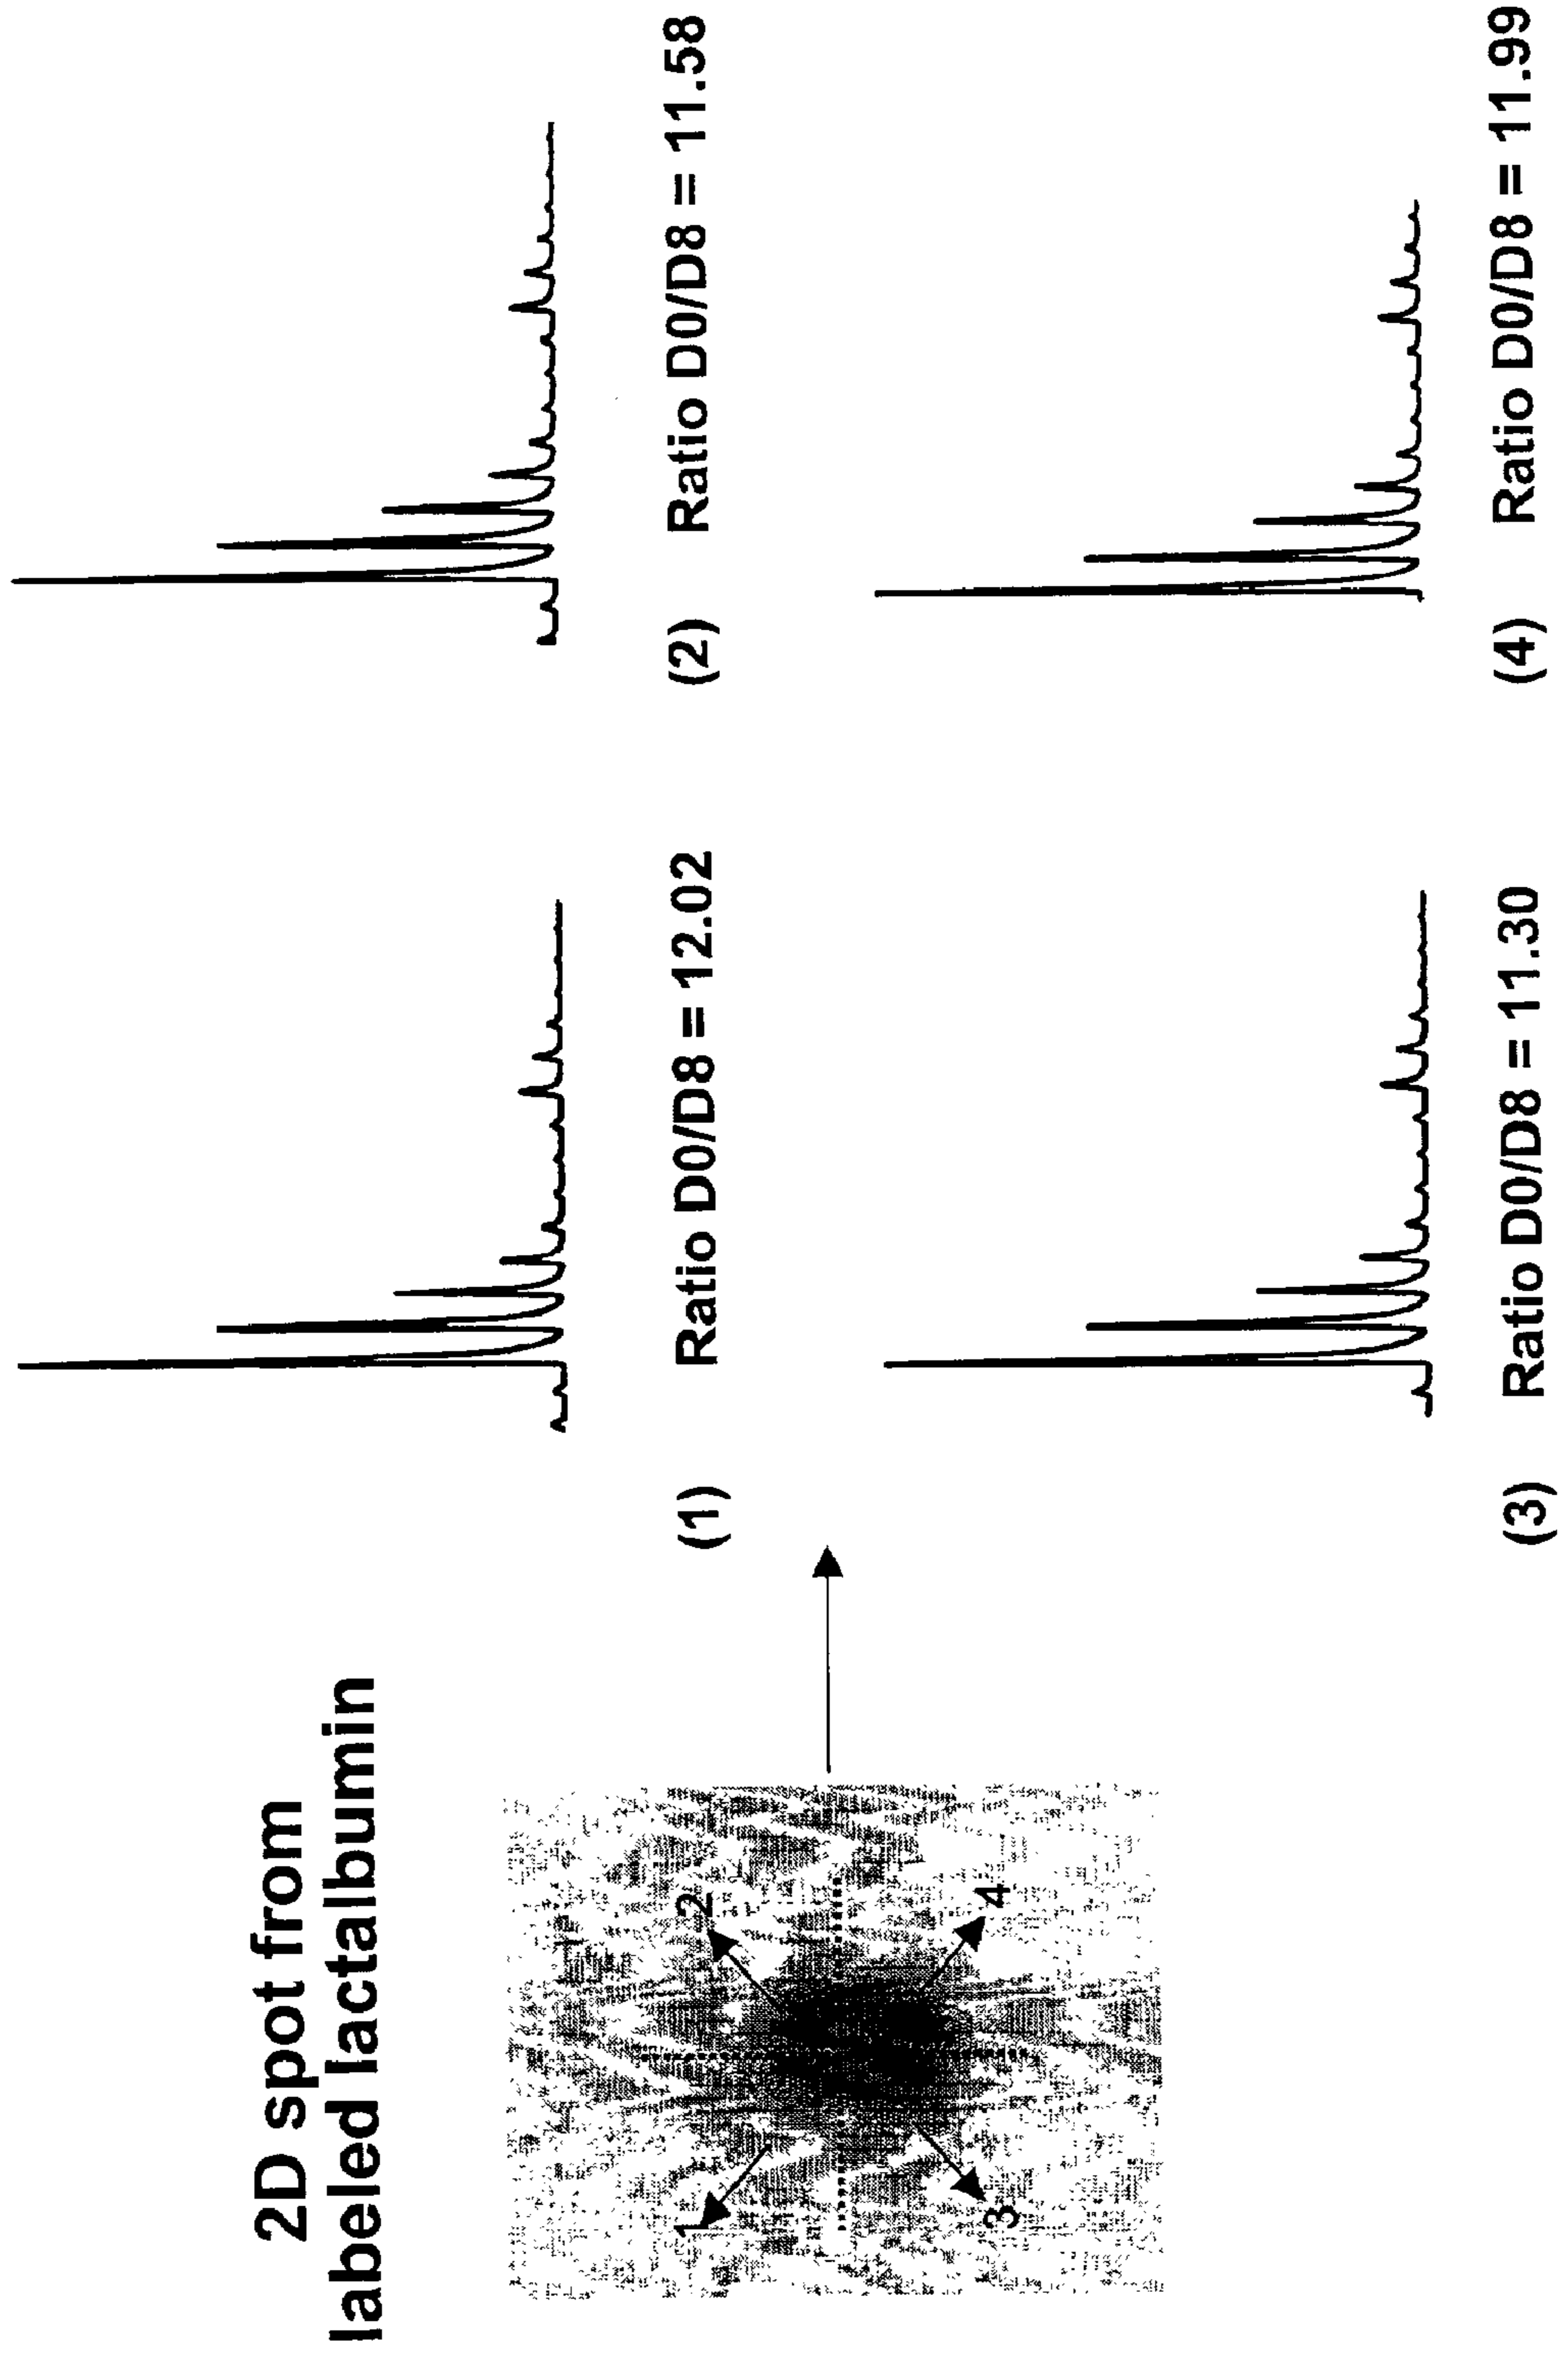 2D spot from
labeled lactalbumin
1
2
3
4
(1) Ratio D0/D8 = 12.02
(2) Ratio D0/D8 = 11.58
(3) Ratio D0/D8 = 11.30
(4) Ratio D0/D8 = 11.99